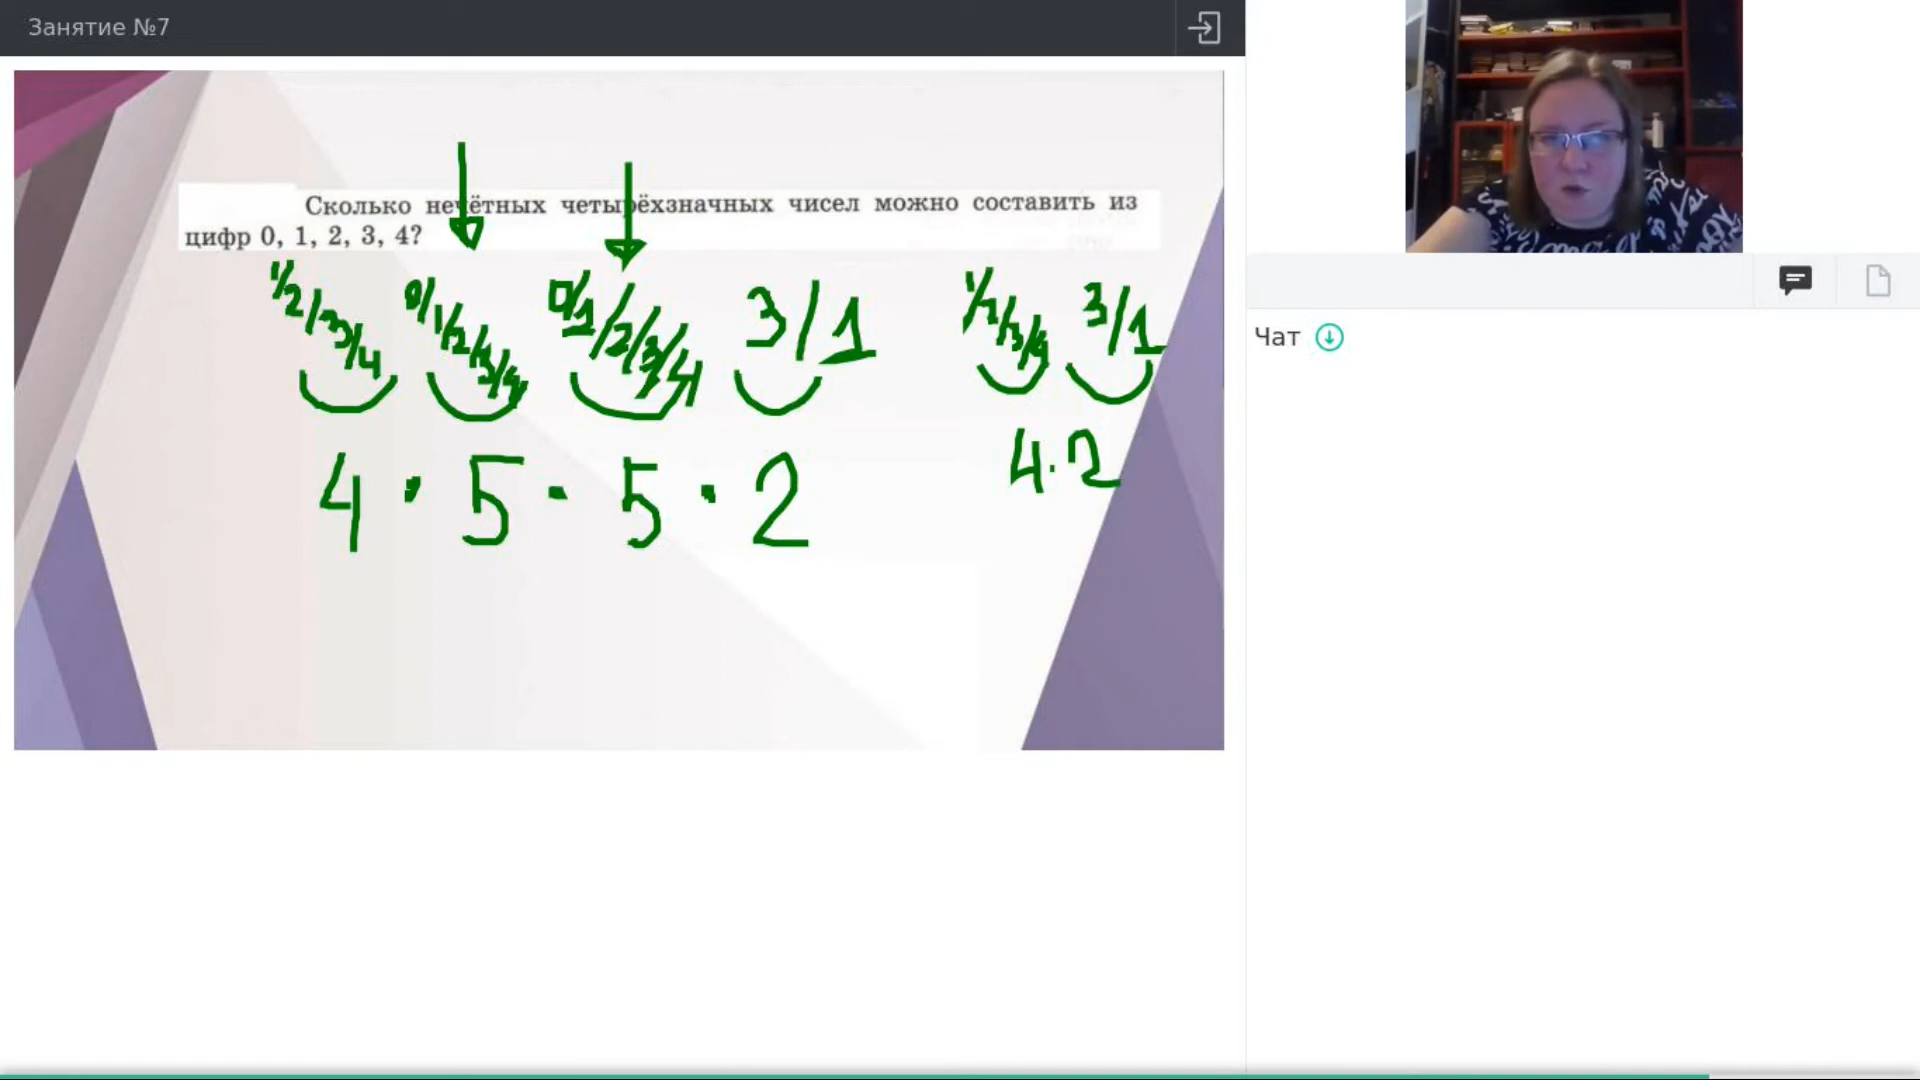 Занятие №7
Сколько нечётных четырёхзначных чисел можно составить из
цифр 0, 1, 2, 3, 4?
1/2/3/4 0/1/2/3/4 0/1/2/3/4 3/1 1/2/3/4 3/1
4 · 5 · 5 · 2 4 · 2
Чат